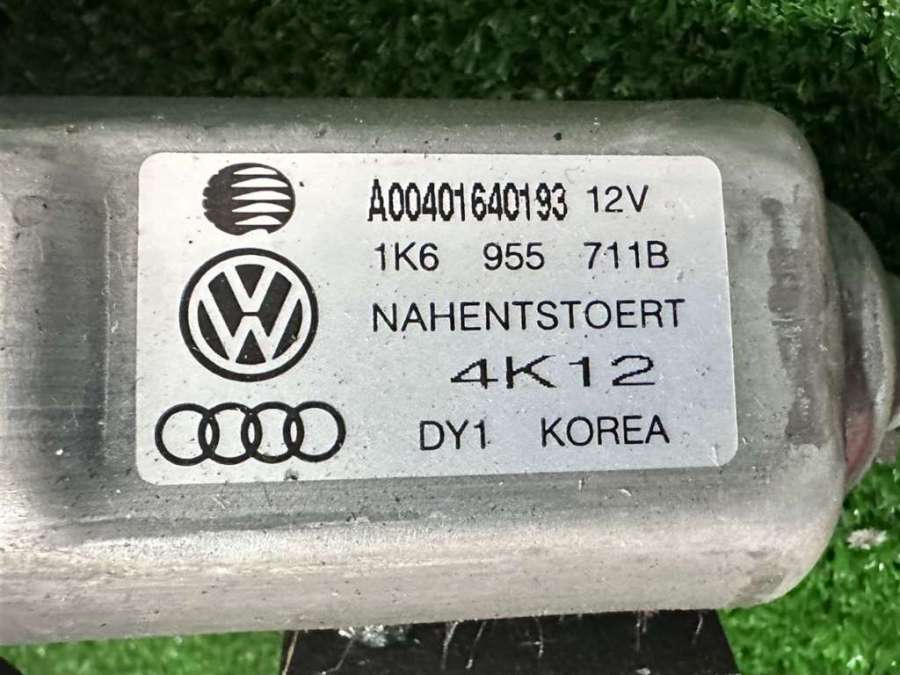 A00401640193 12V
1K6 955 711B
NAHENTSTOERT
4K12
DY1 KOREA